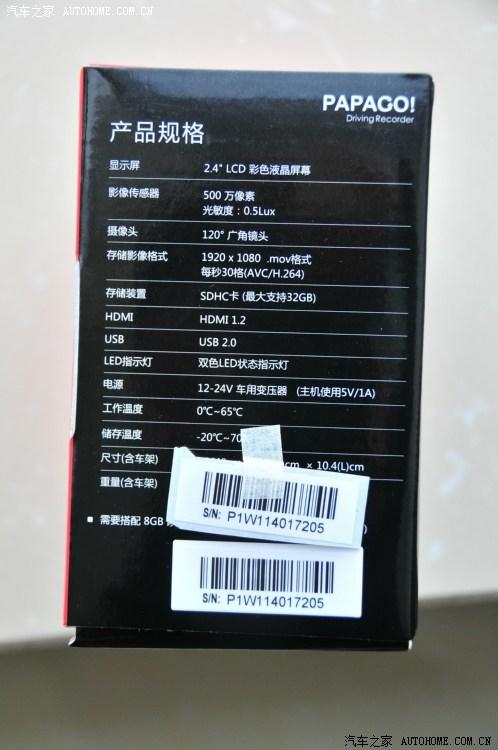 汽车之家 AUTOHOME.COM.CN
PAPAGO!
Driving Recorder
产品规格
显示屏 2.4" LCD 彩色液晶屏幕
影像传感器 500 万像素
光敏度：0.5Lux
摄像头 120° 广角镜头
存储影像格式 1920 x 1080 .mov格式
每秒30格(AVC/H.264)
存储装置 SDHC卡 (最大支持32GB)
HDMI HDMI 1.2
USB USB 2.0
LED指示灯 双色LED状态指示灯
电源 12-24V 车用变压器 （主机使用5V/1A)
工作温度 0℃~65℃
储存温度 -20℃~70
尺寸(含车架) cm × 10.4(L)cm
重量(含车架)
■ 需要搭配 8GB
S/N: P1W114017205
S/N: P1W114017205
汽车之家 AUTOHOME.COM.CN